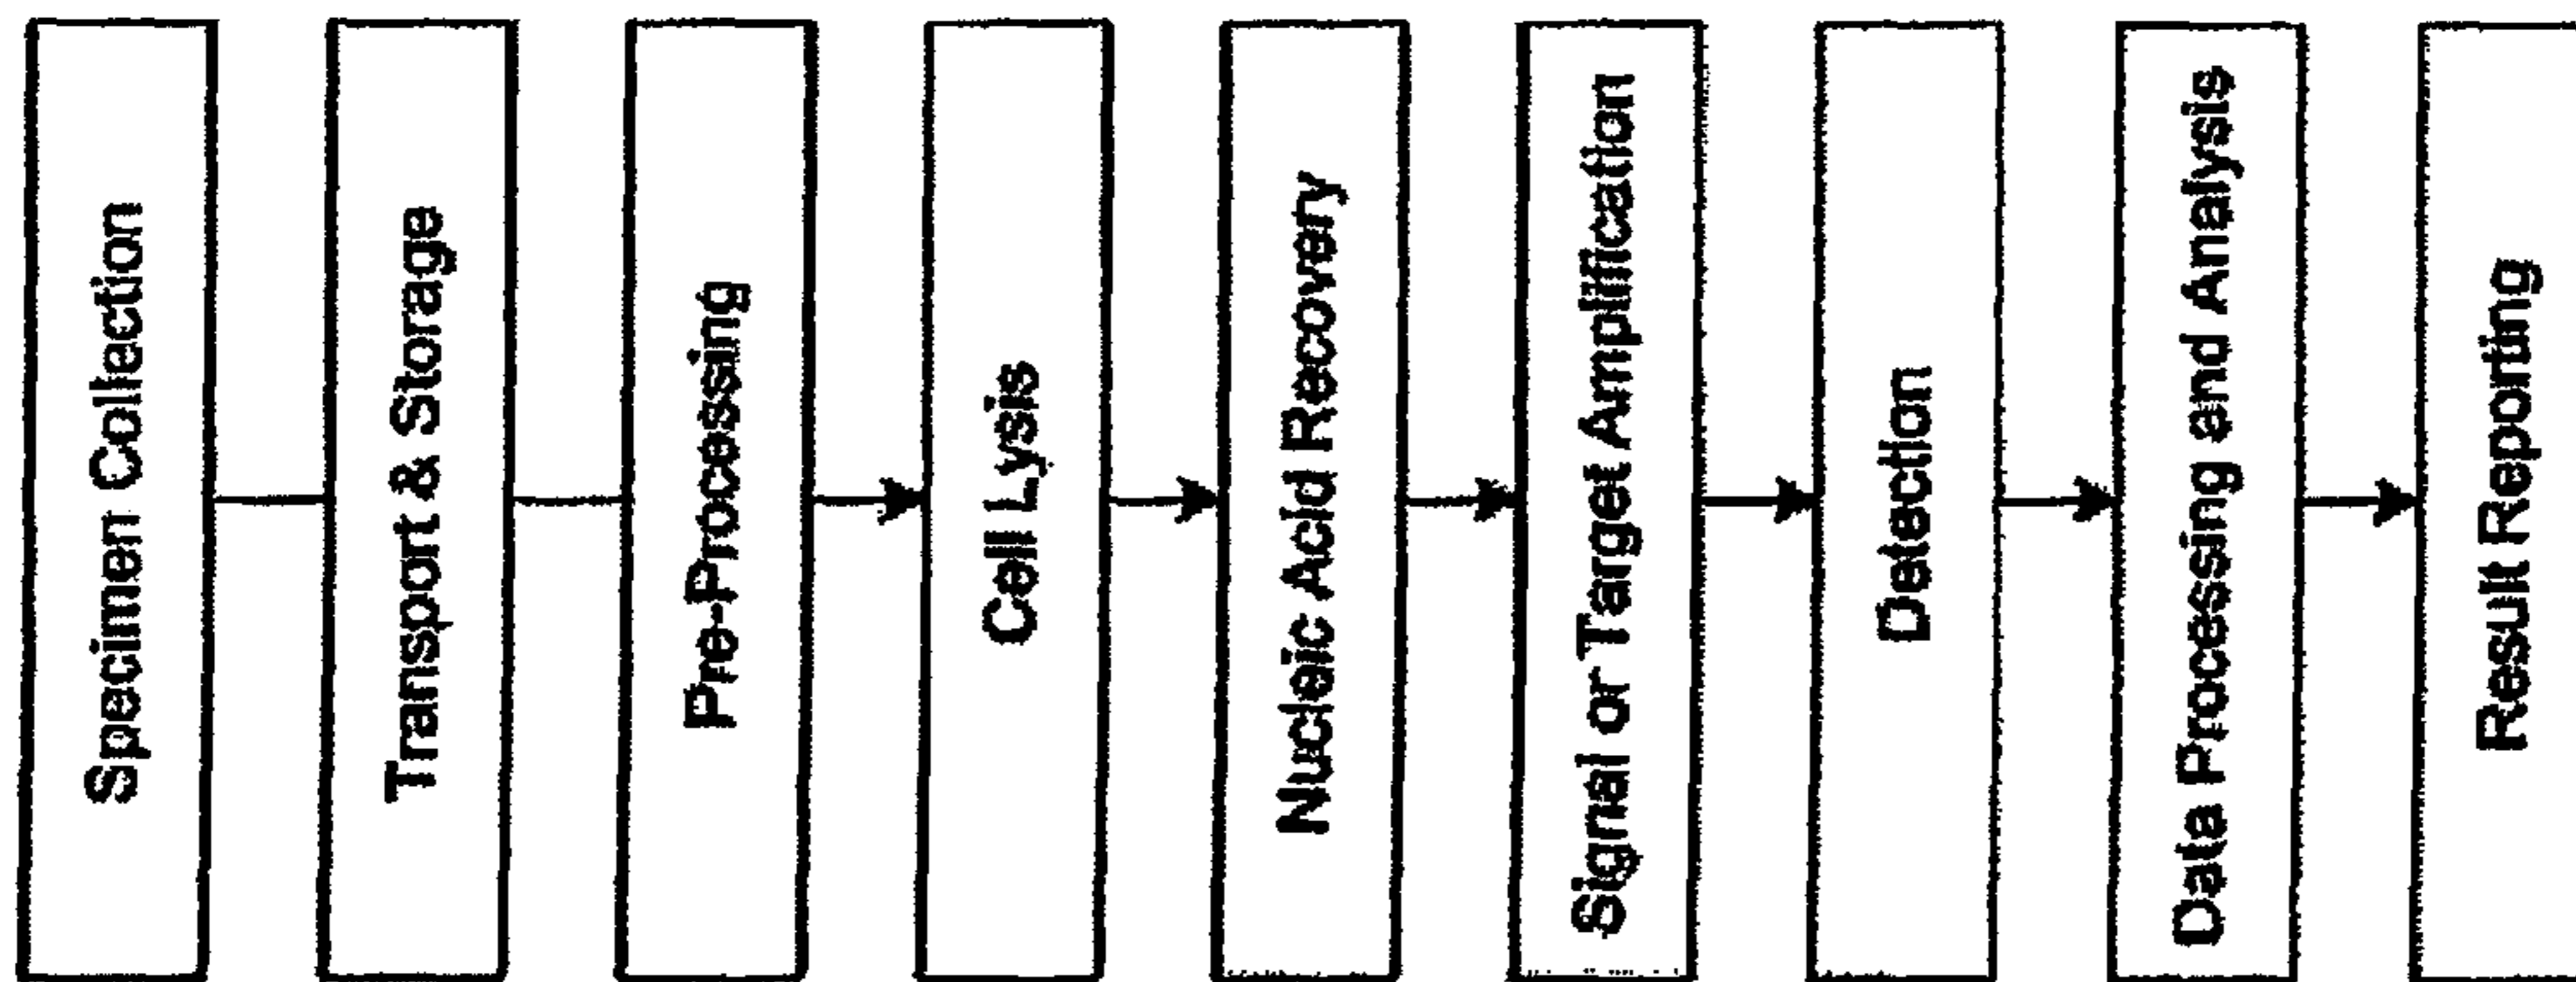 Specimen Collection
Transport & Storage
Pre-Processing
Cell Lysis
Nucleic Acid Recovery
Signal or Target Amplification
Detection
Data Processing and Analysis
Result Reporting